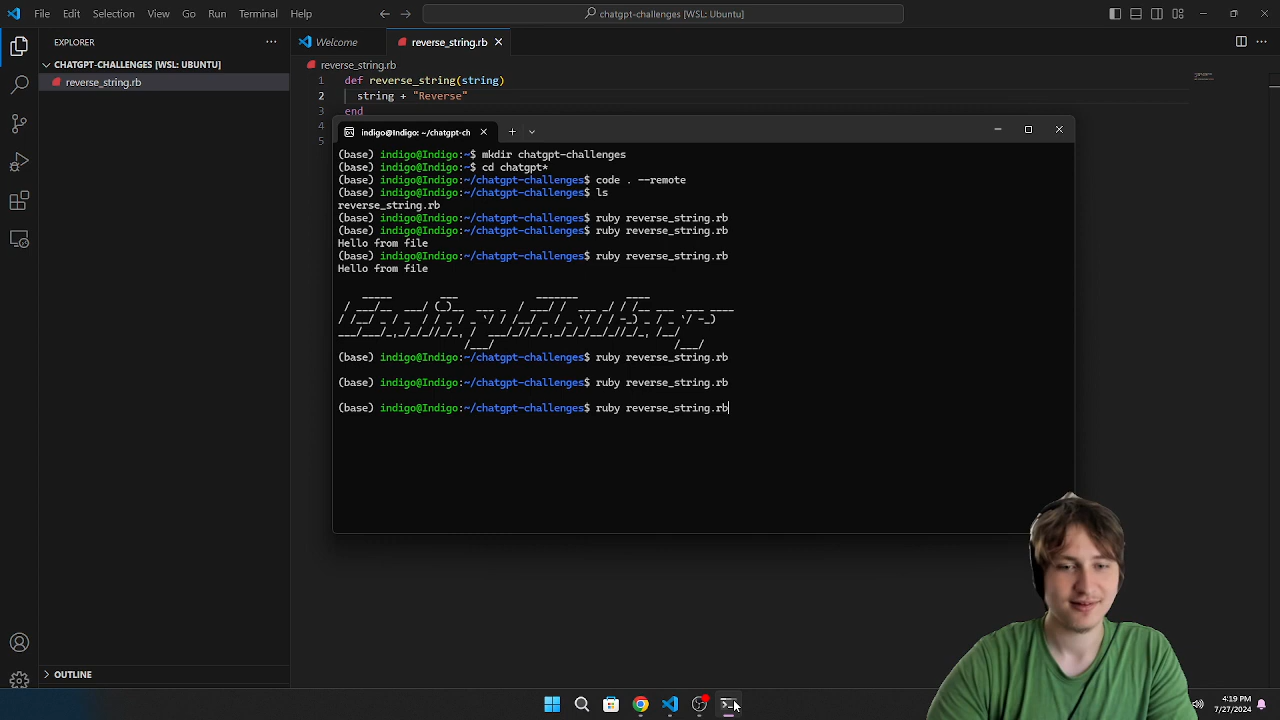 File Edit Selection View Go Run Terminal Help
chatgpt-challenges [WSL: Ubuntu]
EXPLORER
Welcome
reverse_string.rb
CHATGPT-CHALLENGES [WSL: UBUNTU]
reverse_string.rb
reverse_string.rb
1 def reverse_string(string)
2 string + "Reverse"
3 end
4
5
indigo@Indigo: ~/chatgpt-ch
(base) indigo@Indigo:~$ mkdir chatgpt-challenges
(base) indigo@Indigo:~$ cd chatgpt*
(base) indigo@Indigo:~/chatgpt-challenges$ code . --remote
(base) indigo@Indigo:~/chatgpt-challenges$ ls
reverse_string.rb
(base) indigo@Indigo:~/chatgpt-challenges$ ruby reverse_string.rb
(base) indigo@Indigo:~/chatgpt-challenges$ ruby reverse_string.rb
Hello from file
(base) indigo@Indigo:~/chatgpt-challenges$ ruby reverse_string.rb
Hello from file
(base) indigo@Indigo:~/chatgpt-challenges$ ruby reverse_string.rb
(base) indigo@Indigo:~/chatgpt-challenges$ ruby reverse_string.rb
(base) indigo@Indigo:~/chatgpt-challenges$ ruby reverse_string.rb
OUTLINE
4:19 PM
7/27/2024